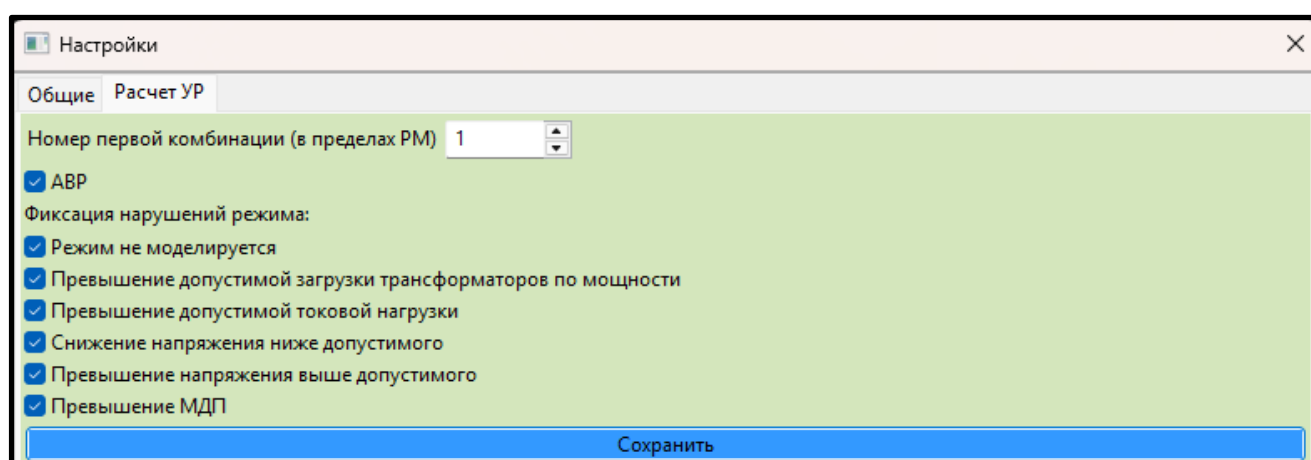 Настройки
Общие Расчет УР
Номер первой комбинации (в пределах РМ) 1
АВР
Фиксация нарушений режима:
Режим не моделируется
Превышение допустимой загрузки трансформаторов по мощности
Превышение допустимой токовой нагрузки
Снижение напряжения ниже допустимого
Превышение напряжения выше допустимого
Превышение МДП
Сохранить